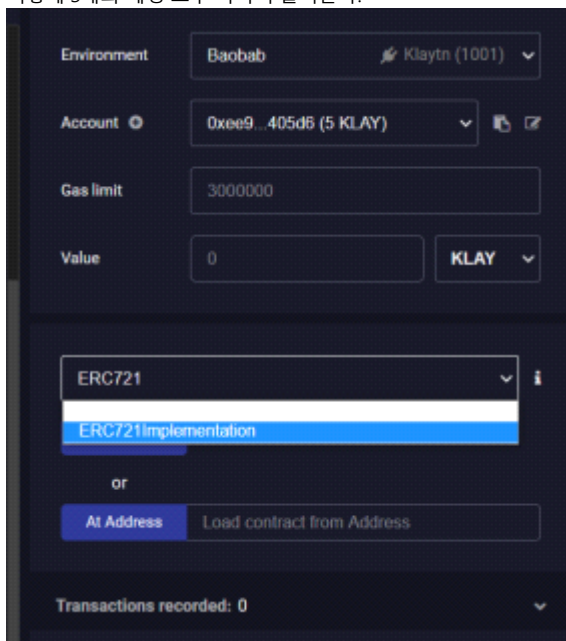 Environment
Baobab
Klaytn (1001)
Account
0xee9...405d6 (5 KLAY)
Gas limit
3000000
Value
0
KLAY
ERC721
i
ERC721Implementation
or
At Address
Load contract from Address
Transactions recorded: 0